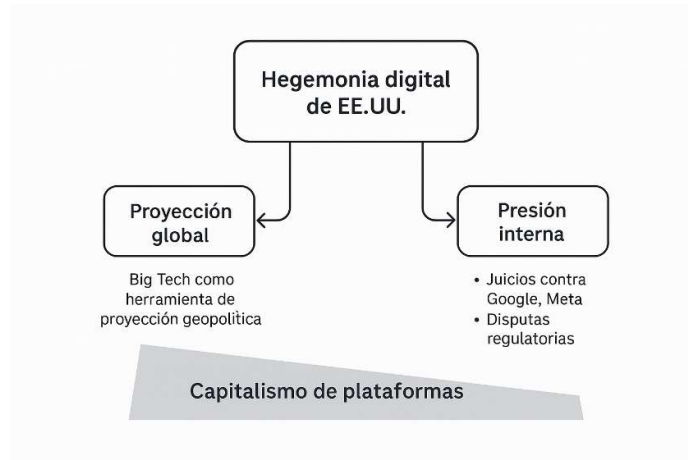 Hegemonia digital
de EE.UU.
Proyección
global
Big Tech como
herramienta de
proyección geopolítica
Presión
interna
• Juicios contra
Google, Meta
• Disputas
regulatorias
Capitalismo de plataformas